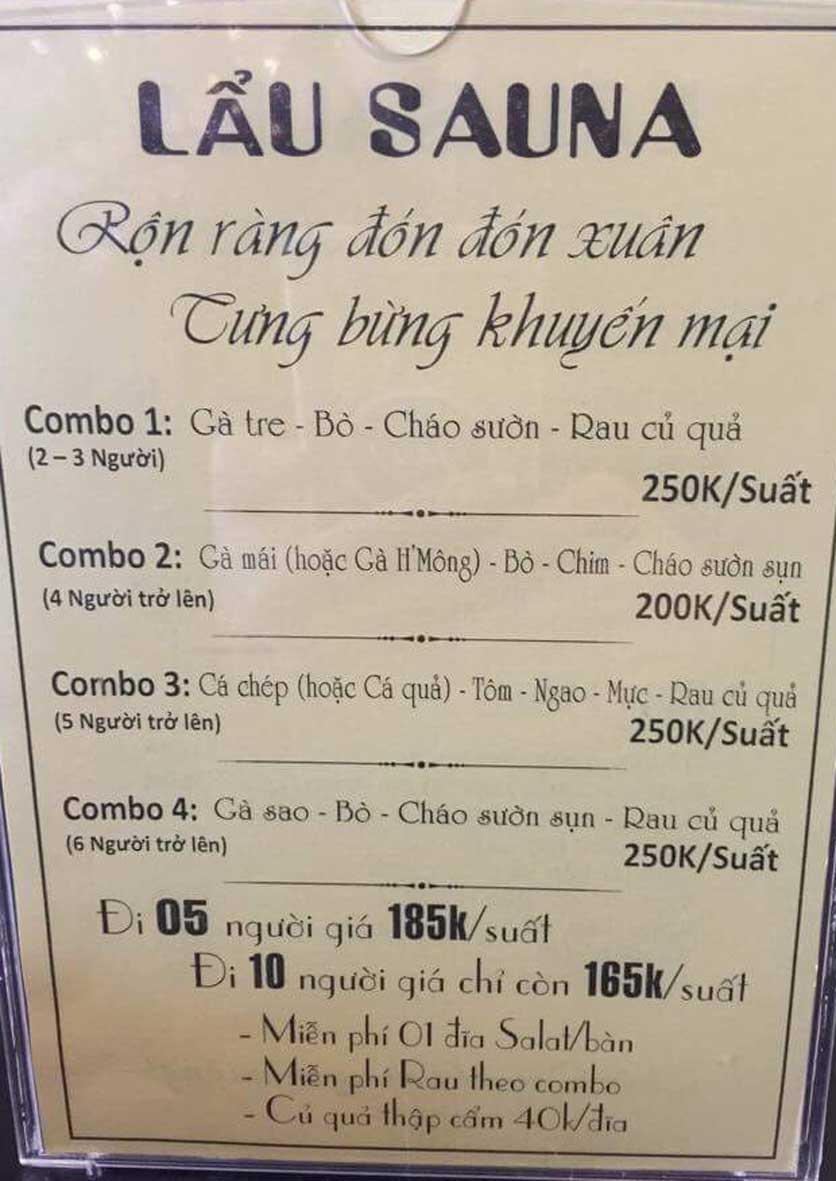 LẨU SAUNA
Rộn ràng đón đón xuân
Tưng bừng khuyến mại
Combo 1: Gà tre - Bò - Cháo sườn - Rau củ quả
(2 – 3 Người)
250K/Suất
Combo 2: Gà mái (hoặc Gà H'Mông) - Bò - Chim - Cháo sườn sụn
(4 Người trở lên)
200K/Suất
Combo 3: Cá chép (hoặc Cá quả) - Tôm - Ngao - Mực - Rau củ quả
(5 Người trở lên)
250K/Suất
Combo 4: Gà sao - Bò - Cháo sườn sụn - Rau củ quả
(6 Người trở lên)
250K/Suất
Đi 05 người giá 185k/suất
Đi 10 người giá chỉ còn 165k/suất
- Miễn phí 01 đĩa Salat/bàn
- Miễn phí Rau theo combo
- Củ quả thập cẩm 40k/đĩa